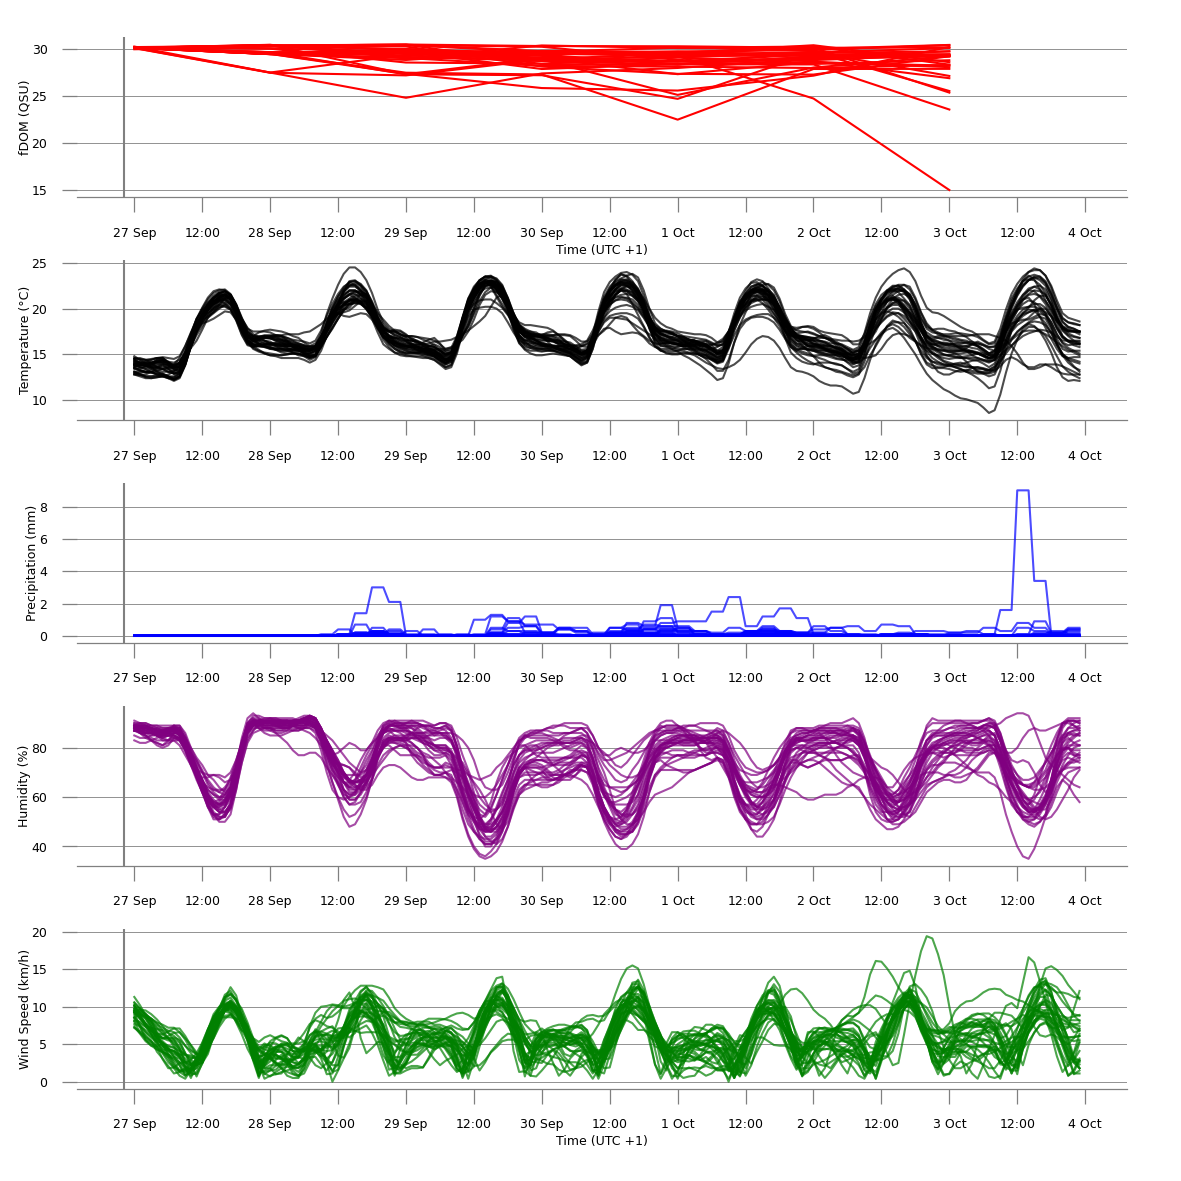 fDOM (QSU)
30
25
20
15
27 Sep 12:00 28 Sep 12:00 29 Sep 12:00 30 Sep 12:00 1 Oct 12:00 2 Oct 12:00 3 Oct 12:00 4 Oct
Time (UTC +1)
Temperature (°C)
25
20
15
10
27 Sep 12:00 28 Sep 12:00 29 Sep 12:00 30 Sep 12:00 1 Oct 12:00 2 Oct 12:00 3 Oct 12:00 4 Oct
Precipitation (mm)
8
6
4
2
0
27 Sep 12:00 28 Sep 12:00 29 Sep 12:00 30 Sep 12:00 1 Oct 12:00 2 Oct 12:00 3 Oct 12:00 4 Oct
Humidity (%)
80
60
40
27 Sep 12:00 28 Sep 12:00 29 Sep 12:00 30 Sep 12:00 1 Oct 12:00 2 Oct 12:00 3 Oct 12:00 4 Oct
Wind Speed (km/h)
20
15
10
5
0
27 Sep 12:00 28 Sep 12:00 29 Sep 12:00 30 Sep 12:00 1 Oct 12:00 2 Oct 12:00 3 Oct 12:00 4 Oct
Time (UTC +1)